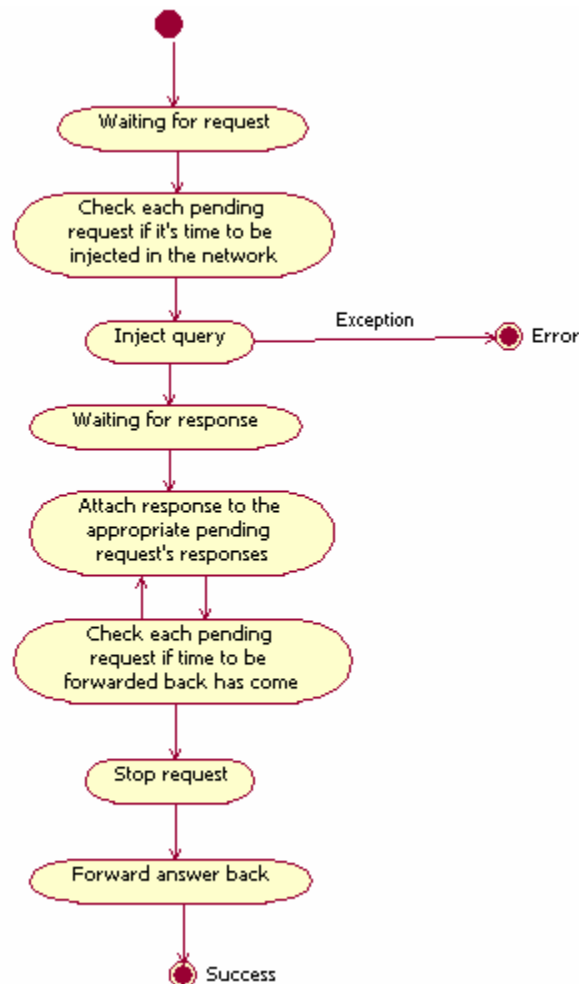 Waiting for request
Check each pending
request if it's time to be
injected in the network
Inject query
Exception
Error
Waiting for response
Attach response to the
appropriate pending
request's responses
Check each pending
request if time to be
forwarded back has come
Stop request
Forward answer back
Success